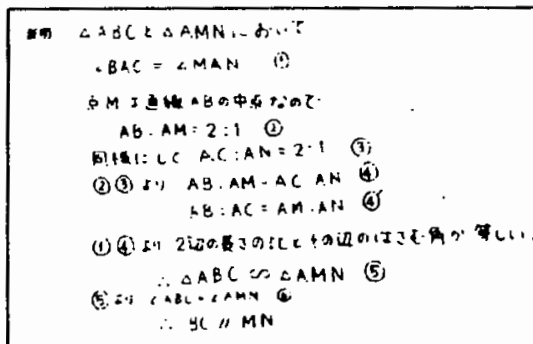 証明 △ABCと△AMNにおいて
∠BAC = ∠MAN ①
点Mは直線ABの中点なので
AB:AM = 2:1 ②
同様にして AC:AN = 2:1 ③
②③より AB:AM = AC:AN ④
AB:AC = AM:AN ④'
①④より 2辺の長さの比とその辺のはさむ角が等しい。
∴ △ABC ∽ △AMN ⑤
⑤より ∠ABC = ∠AMN ⑥
∴ BC // MN